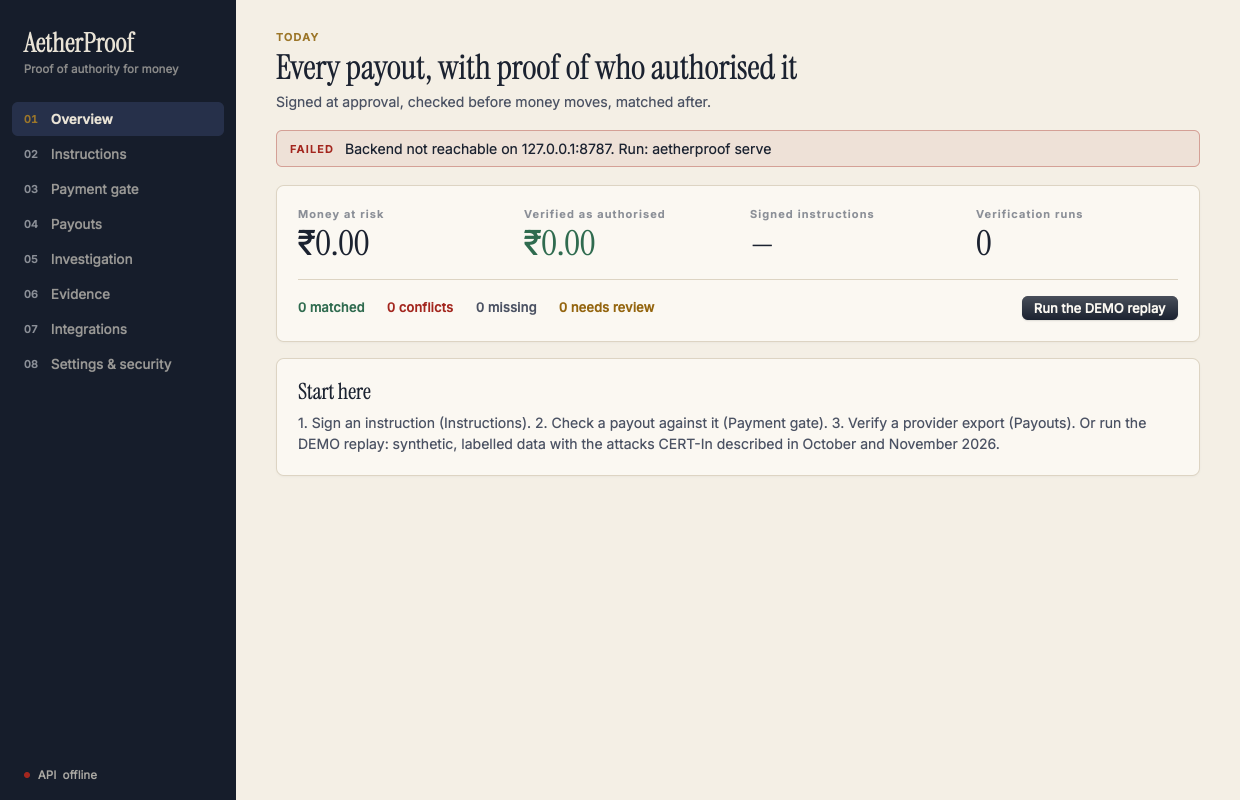 AetherProof
Proof of authority for money
01 Overview
02 Instructions
03 Payment gate
04 Payouts
05 Investigation
06 Evidence
07 Integrations
08 Settings & security
API offline
TODAY
Every payout, with proof of who authorised it
Signed at approval, checked before money moves, matched after.
FAILED Backend not reachable on 127.0.0.1:8787. Run: aetherproof serve
Money at risk
₹0.00
Verified as authorised
₹0.00
Signed instructions
—
Verification runs
0
0 matched 0 conflicts 0 missing 0 needs review
Run the DEMO replay
Start here
1. Sign an instruction (Instructions). 2. Check a payout against it (Payment gate). 3. Verify a provider export (Payouts). Or run the
DEMO replay: synthetic, labelled data with the attacks CERT-In described in October and November 2026.